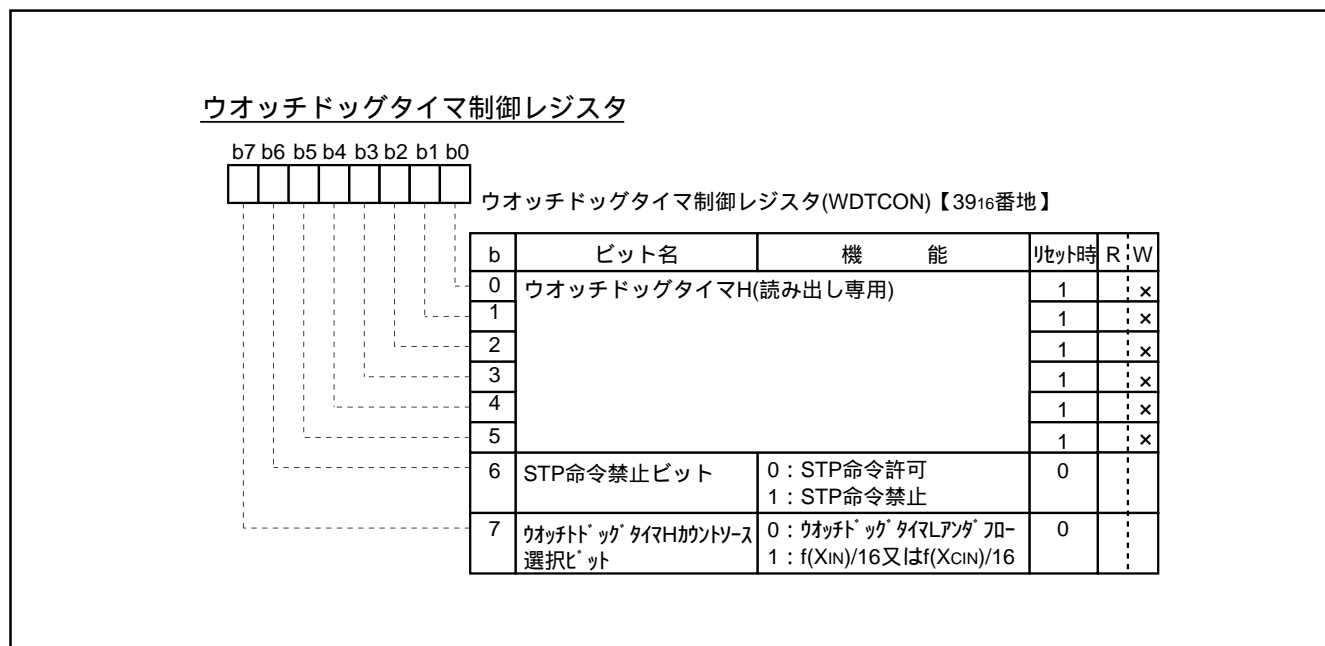 ウオッチドッグタイマ制御レジスタ
b7 b6 b5 b4 b3 b2 b1 b0
ウオッチドッグタイマ制御レジスタ(WDTCON)【3916番地】
b ビット名 機 能 ﾘｾｯﾄ時 R W
0 ウオッチドッグタイマH(読み出し専用) 1 ×
1 1 ×
2 1 ×
3 1 ×
4 1 ×
5 1 ×
6 STP命令禁止ビット 0：STP命令許可 0
1：STP命令禁止
7 ｳｵｯﾁﾄﾞｯｸﾞﾀｲﾏHｶｳﾝﾄｿｰｽ 0：ｳｵｯﾁﾄﾞｯｸﾞﾀｲﾏLｱﾝﾀﾞﾌﾛｰ 0
選択ﾋﾞｯﾄ 1：f(XIN)/16又はf(XCIN)/16